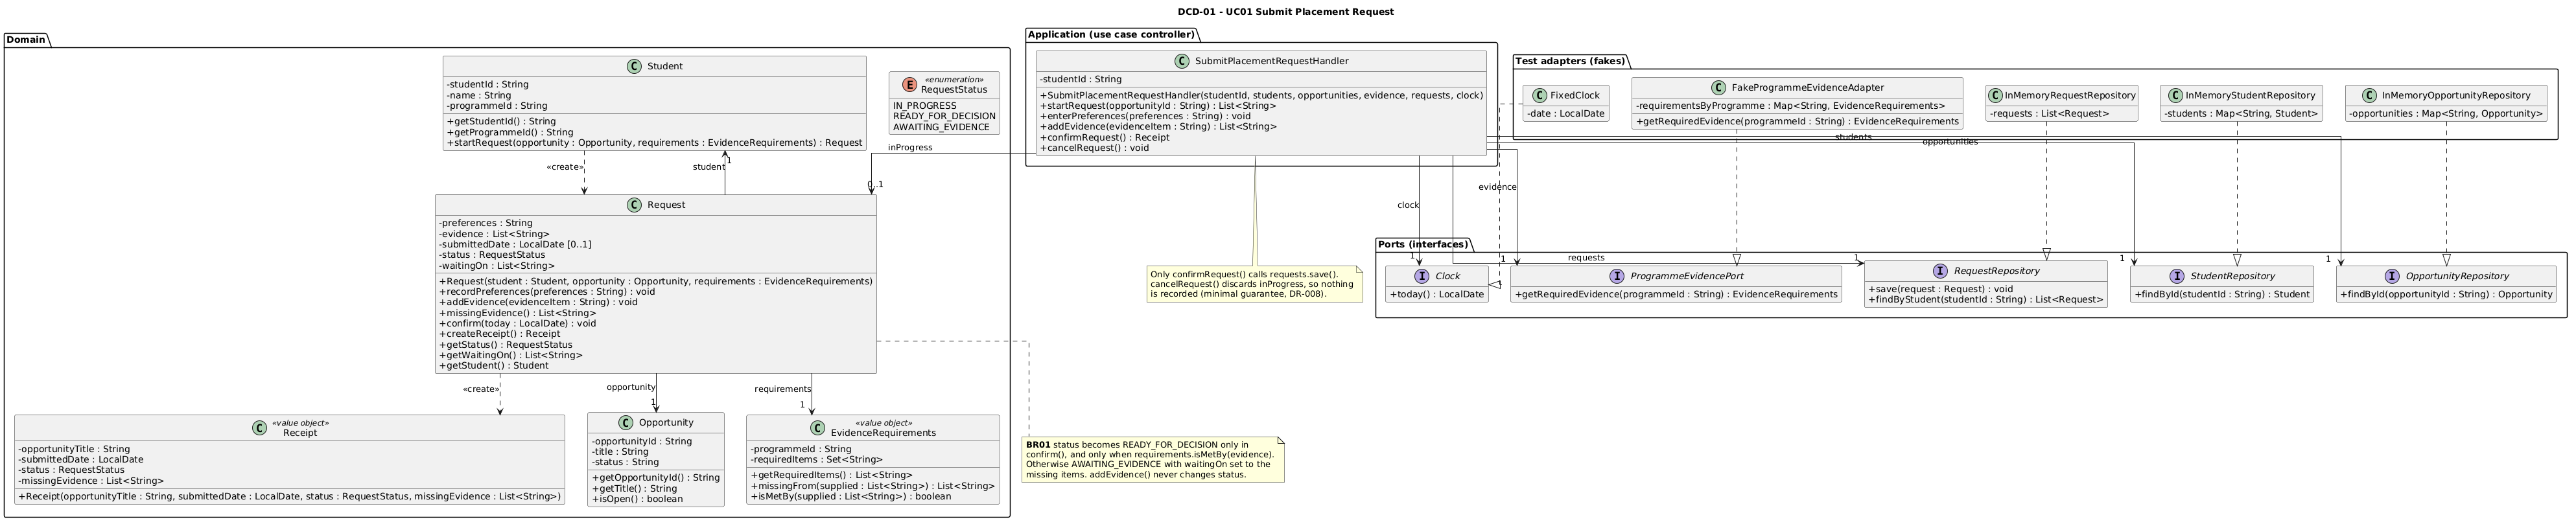 DCD-01 - UC01 Submit Placement Request
Domain
C Student
-studentId : String
-name : String
-programmeId : String
+getStudentId() : String
+getProgrammeId() : String
+startRequest(opportunity : Opportunity, requirements : EvidenceRequirements) : Request
E «enumeration»
RequestStatus
IN_PROGRESS
READY_FOR_DECISION
AWAITING_EVIDENCE
«create»
student
1
inProgress
0..1
C Request
-preferences : String
-evidence : List<String>
-submittedDate : LocalDate [0..1]
-status : RequestStatus
-waitingOn : List<String>
+Request(student : Student, opportunity : Opportunity, requirements : EvidenceRequirements)
+recordPreferences(preferences : String) : void
+addEvidence(evidenceItem : String) : void
+missingEvidence() : List<String>
+confirm(today : LocalDate) : void
+createReceipt() : Receipt
+getStatus() : RequestStatus
+getWaitingOn() : List<String>
+getStudent() : Student
«create»
opportunity
1
requirements
1
C «value object»
Receipt
-opportunityTitle : String
-submittedDate : LocalDate
-status : RequestStatus
-missingEvidence : List<String>
+Receipt(opportunityTitle : String, submittedDate : LocalDate, status : RequestStatus, missingEvidence : List<String>)
C Opportunity
-opportunityId : String
-title : String
-status : String
+getOpportunityId() : String
+getTitle() : String
+isOpen() : boolean
C «value object»
EvidenceRequirements
-programmeId : String
-requiredItems : Set<String>
+getRequiredItems() : List<String>
+missingFrom(supplied : List<String>) : List<String>
+isMetBy(supplied : List<String>) : boolean
Application (use case controller)
C SubmitPlacementRequestHandler
-studentId : String
+SubmitPlacementRequestHandler(studentId, students, opportunities, evidence, requests, clock)
+startRequest(opportunityId : String) : List<String>
+enterPreferences(preferences : String) : void
+addEvidence(evidenceItem : String) : List<String>
+confirmRequest() : Receipt
+cancelRequest() : void
Test adapters (fakes)
C FixedClock
-date : LocalDate
C FakeProgrammeEvidenceAdapter
-requirementsByProgramme : Map<String, EvidenceRequirements>
+getRequiredEvidence(programmeId : String) : EvidenceRequirements
C InMemoryRequestRepository
-requests : List<Request>
C InMemoryStudentRepository
-students : Map<String, Student>
C InMemoryOpportunityRepository
-opportunities : Map<String, Opportunity>
students
opportunities
evidence
clock
requests
1
1
1
1
1
Only confirmRequest() calls requests.save().
cancelRequest() discards inProgress, so nothing
is recorded (minimal guarantee, DR-008).
Ports (interfaces)
I Clock
+today() : LocalDate
I ProgrammeEvidencePort
+getRequiredEvidence(programmeId : String) : EvidenceRequirements
I RequestRepository
+save(request : Request) : void
+findByStudent(studentId : String) : List<Request>
I StudentRepository
+findById(studentId : String) : Student
I OpportunityRepository
+findById(opportunityId : String) : Opportunity
BR01 status becomes READY_FOR_DECISION only in
confirm(), and only when requirements.isMetBy(evidence).
Otherwise AWAITING_EVIDENCE with waitingOn set to the
missing items. addEvidence() never changes status.